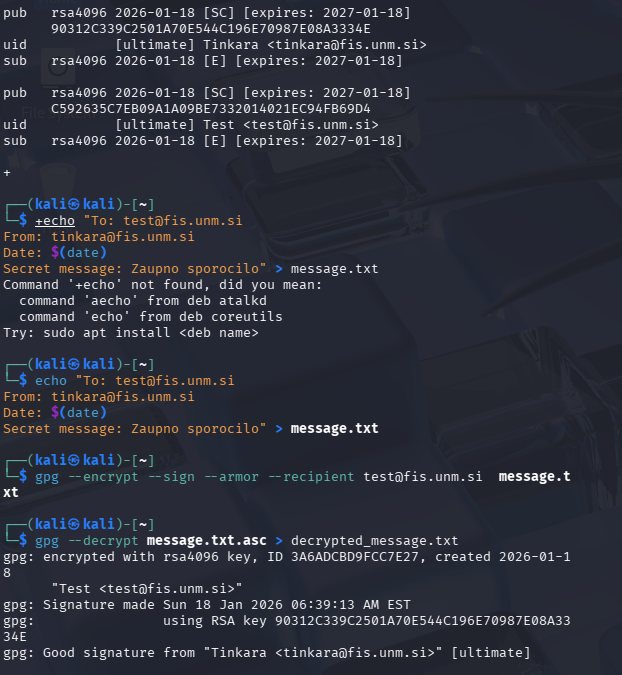 pub   rsa4096 2026-01-18 [SC] [expires: 2027-01-18]
      90312C339C2501A70E544C196E70987E08A3334E
uid           [ultimate] Tinkara <tinkara@fis.unm.si>
sub   rsa4096 2026-01-18 [E] [expires: 2027-01-18]

pub   rsa4096 2026-01-18 [SC] [expires: 2027-01-18]
      C592635C7EB09A1A09BE7332014021EC94FB69D4
uid           [ultimate] Test <test@fis.unm.si>
sub   rsa4096 2026-01-18 [E] [expires: 2027-01-18]

+

┌──(kali㉿kali)-[~]
└─$ +echo "To: test@fis.unm.si
From: tinkara@fis.unm.si
Date: $(date)
Secret message: Zaupno sporocilo" > message.txt
Command '+echo' not found, did you mean:
  command 'aecho' from deb atalkd
  command 'echo' from deb coreutils
Try: sudo apt install <deb name>

┌──(kali㉿kali)-[~]
└─$ echo "To: test@fis.unm.si
From: tinkara@fis.unm.si
Date: $(date)
Secret message: Zaupno sporocilo" > message.txt

┌──(kali㉿kali)-[~]
└─$ gpg --encrypt --sign --armor --recipient test@fis.unm.si  message.t
xt

┌──(kali㉿kali)-[~]
└─$ gpg --decrypt message.txt.asc > decrypted_message.txt
gpg: encrypted with rsa4096 key, ID 3A6ADCBD9FCC7E27, created 2026-01-1
8
      "Test <test@fis.unm.si>"
gpg: Signature made Sun 18 Jan 2026 06:39:13 AM EST
gpg:                using RSA key 90312C339C2501A70E544C196E70987E08A33
34E
gpg: Good signature from "Tinkara <tinkara@fis.unm.si>" [ultimate]